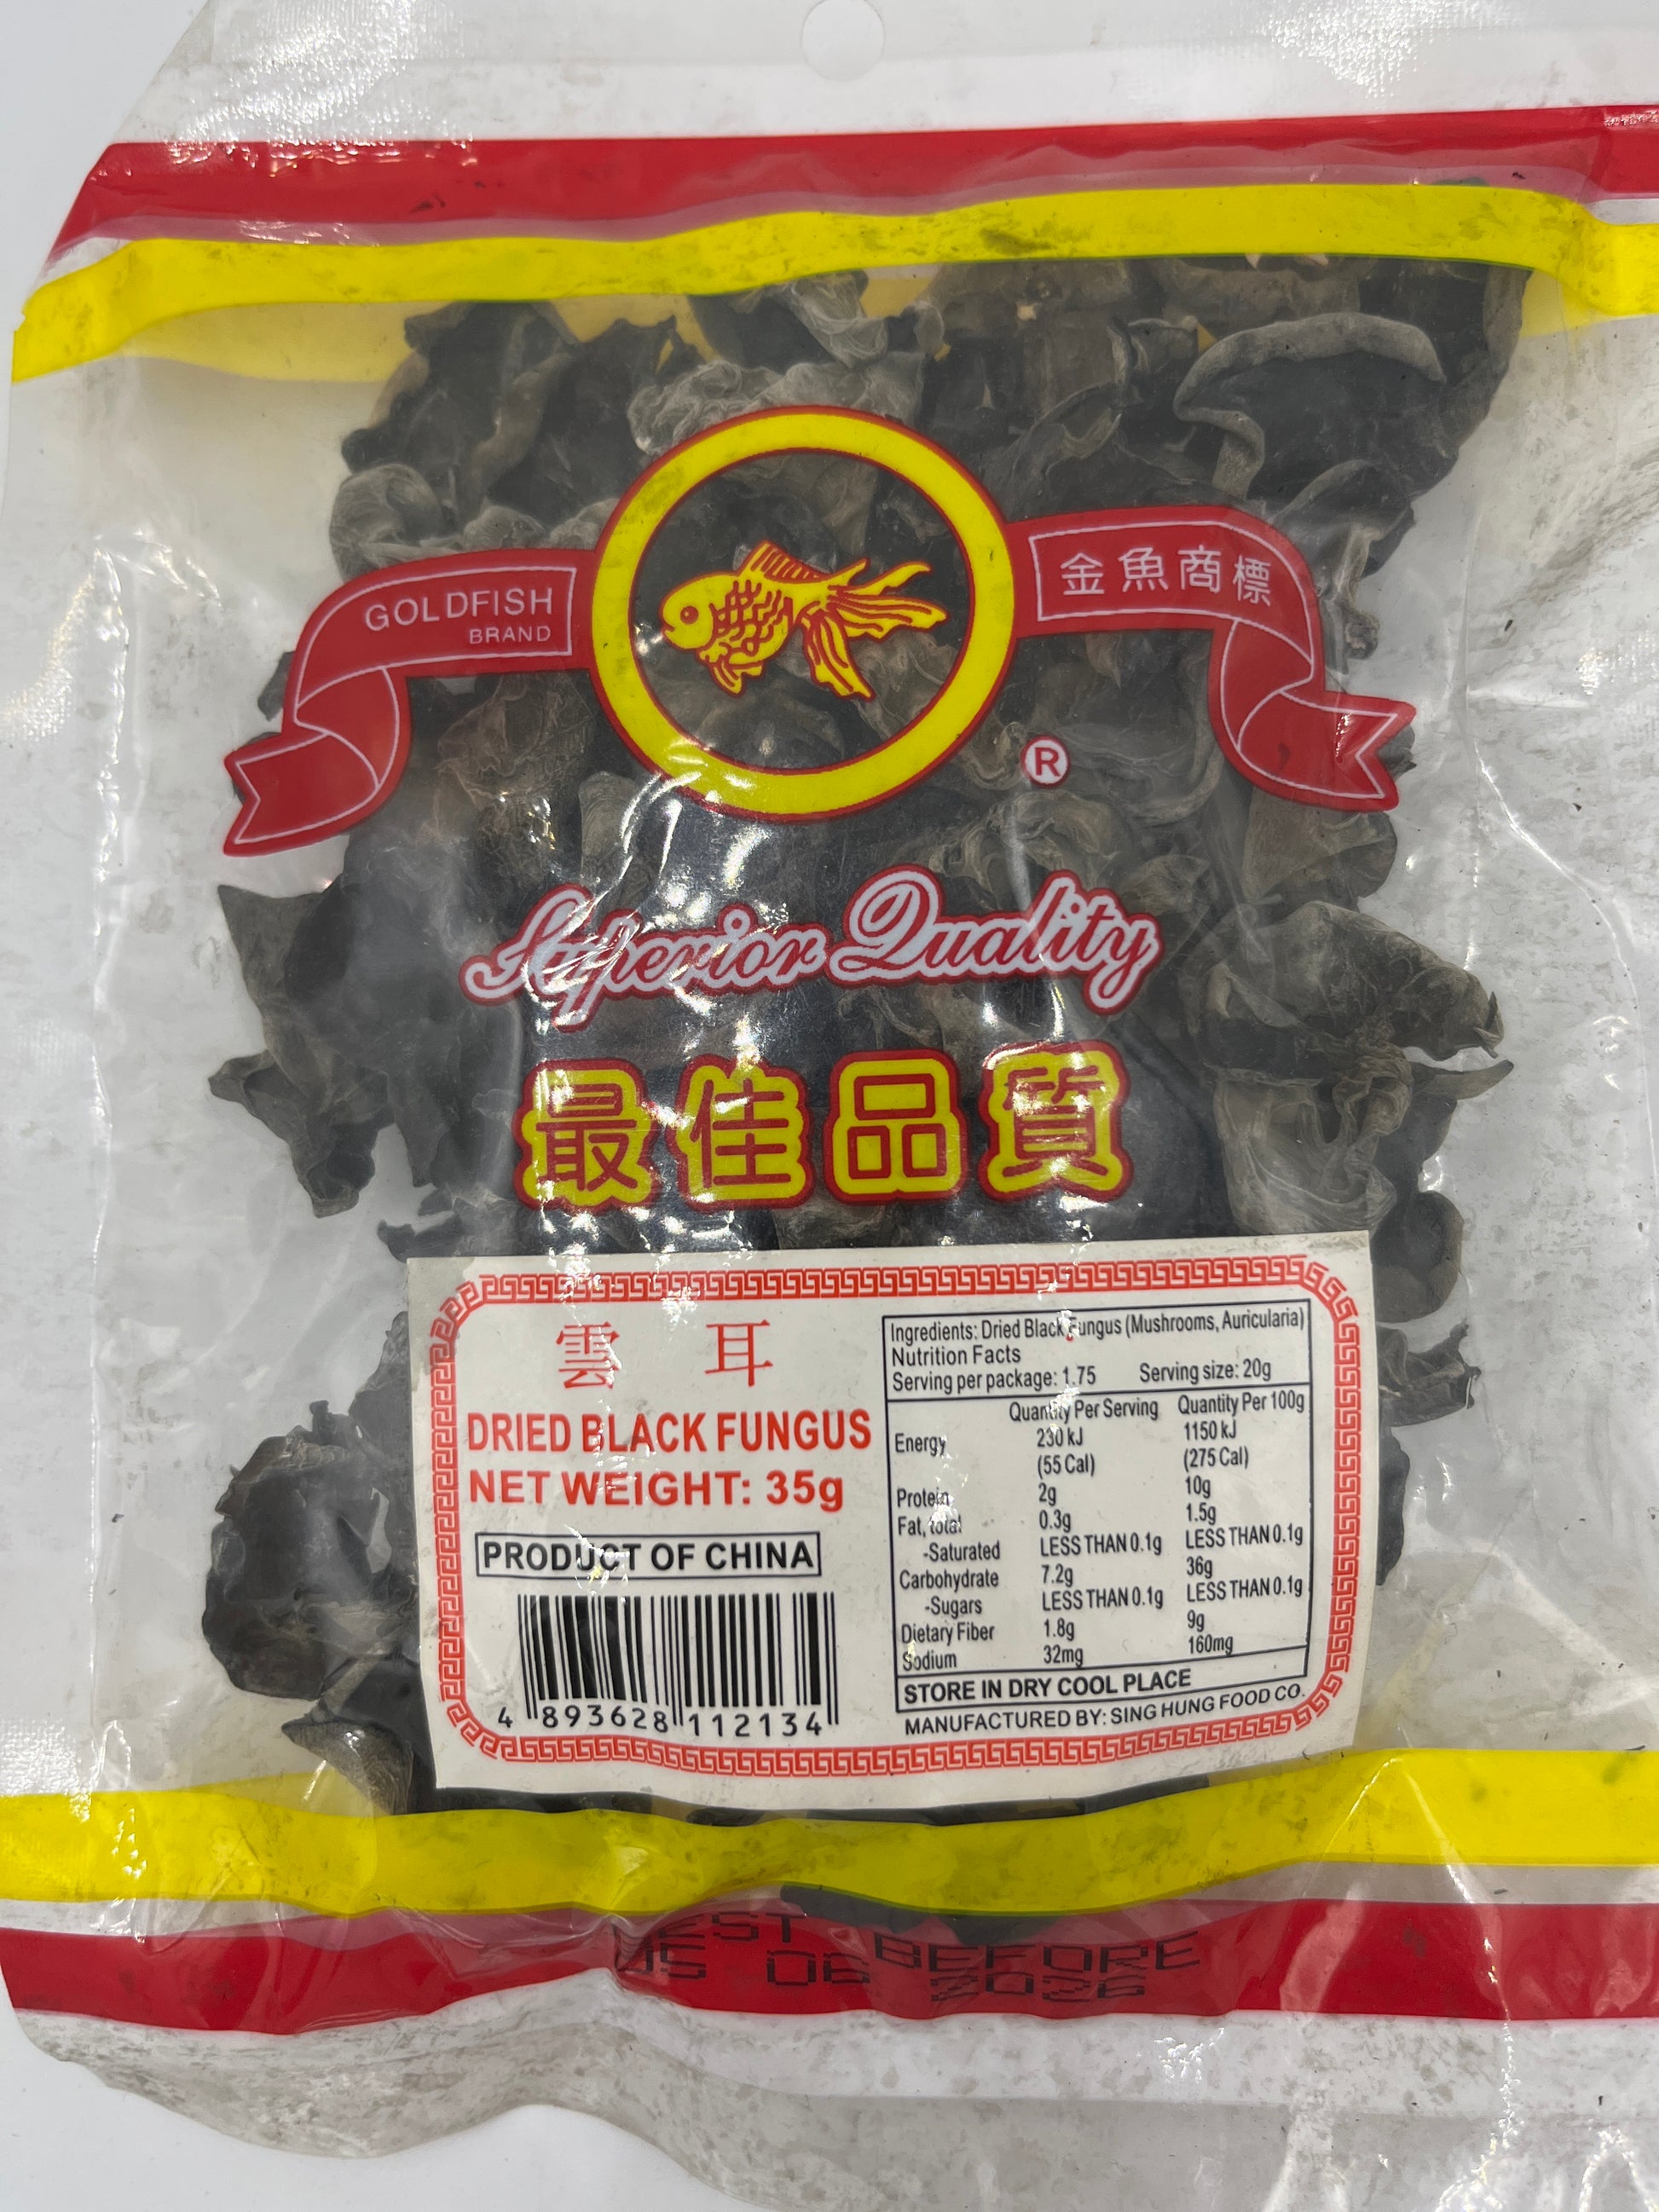 GOLDFISH
BRAND
金魚商標
®
Superior Quality
最佳品質
雲耳
DRIED BLACK FUNGUS
NET WEIGHT: 35g
PRODUCT OF CHINA
4 893628 112134
Ingredients: Dried Black Fungus (Mushrooms, Auricularia)
Nutrition Facts
Serving per package: 1.75 Serving size: 20g
Quantity Per Serving Quantity Per 100g
Energy 230 kJ 1150 kJ
(55 Cal) (275 Cal)
Protein 2g 10g
Fat, total 0.3g 1.5g
-Saturated LESS THAN 0.1g LESS THAN 0.1g
Carbohydrate 7.2g 36g
-Sugars LESS THAN 0.1g LESS THAN 0.1g
Dietary Fiber 1.8g 9g
Sodium 32mg 160mg
STORE IN DRY COOL PLACE
MANUFACTURED BY: SING HUNG FOOD CO.
BEST BEFORE
05 06 2026